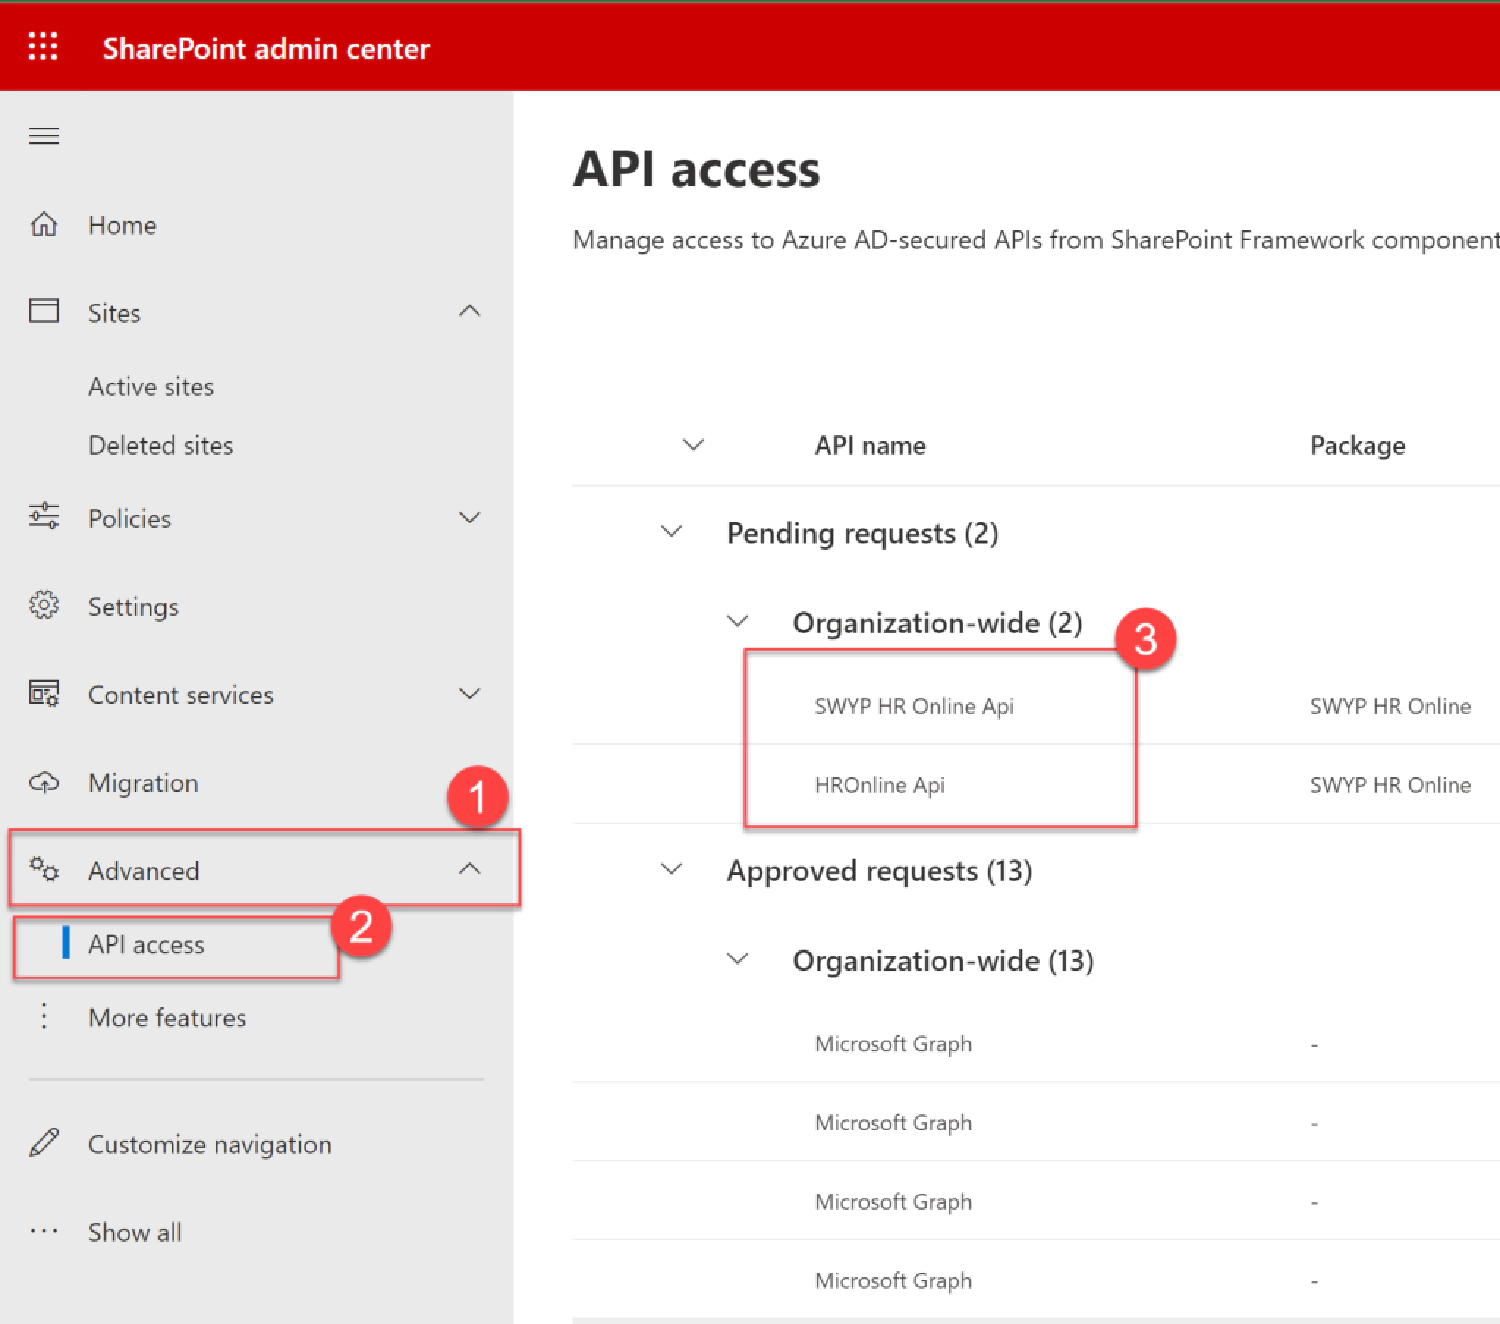 SharePoint admin center
Home
Sites
Active sites
Deleted sites
Policies
Settings
Content services
Migration
1
Advanced
2
API access
More features
Customize navigation
Show all
API access
Manage access to Azure AD-secured APIs from SharePoint Framework component
API name Package
Pending requests (2)
Organization-wide (2)
3
SWYP HR Online Api SWYP HR Online
HROnline Api SWYP HR Online
Approved requests (13)
Organization-wide (13)
Microsoft Graph -
Microsoft Graph -
Microsoft Graph -
Microsoft Graph -